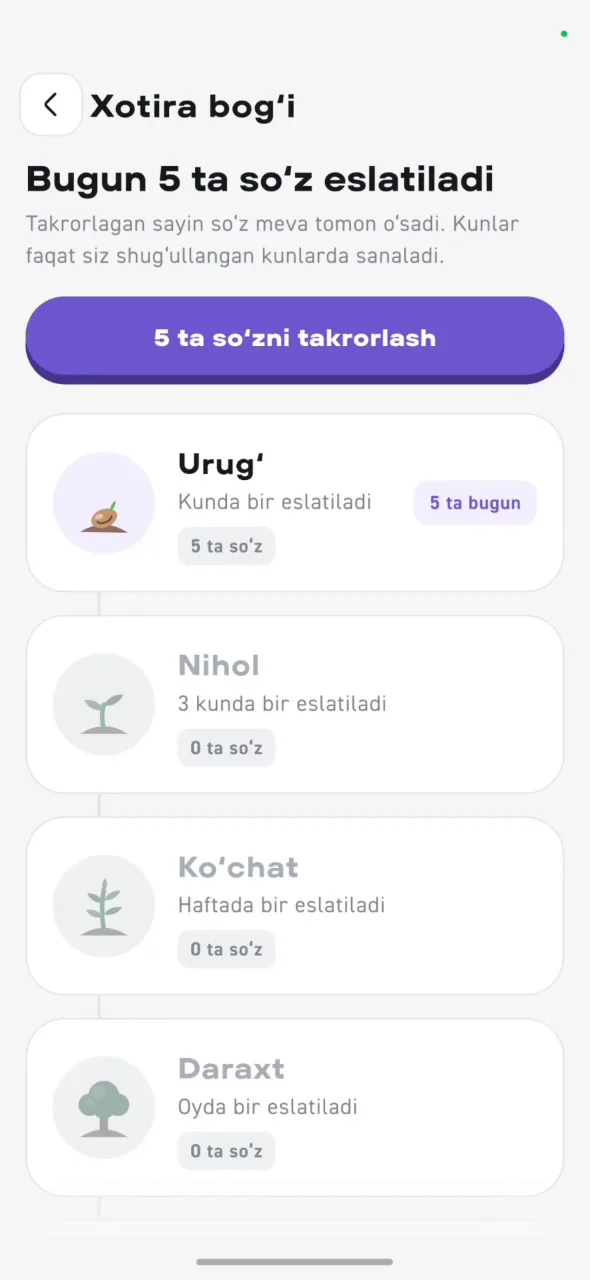 Xotira bog‘i
Bugun 5 ta so‘z eslatiladi
Takrorlagan sayin so‘z meva tomon o‘sadi. Kunlar
faqat siz shug‘ullangan kunlarda sanaladi.
5 ta so‘zni takrorlash
Urug‘
Kunda bir eslatiladi
5 ta bugun
5 ta so‘z
Nihol
3 kunda bir eslatiladi
0 ta so‘z
Ko‘chat
Haftada bir eslatiladi
0 ta so‘z
Daraxt
Oyda bir eslatiladi
0 ta so‘z